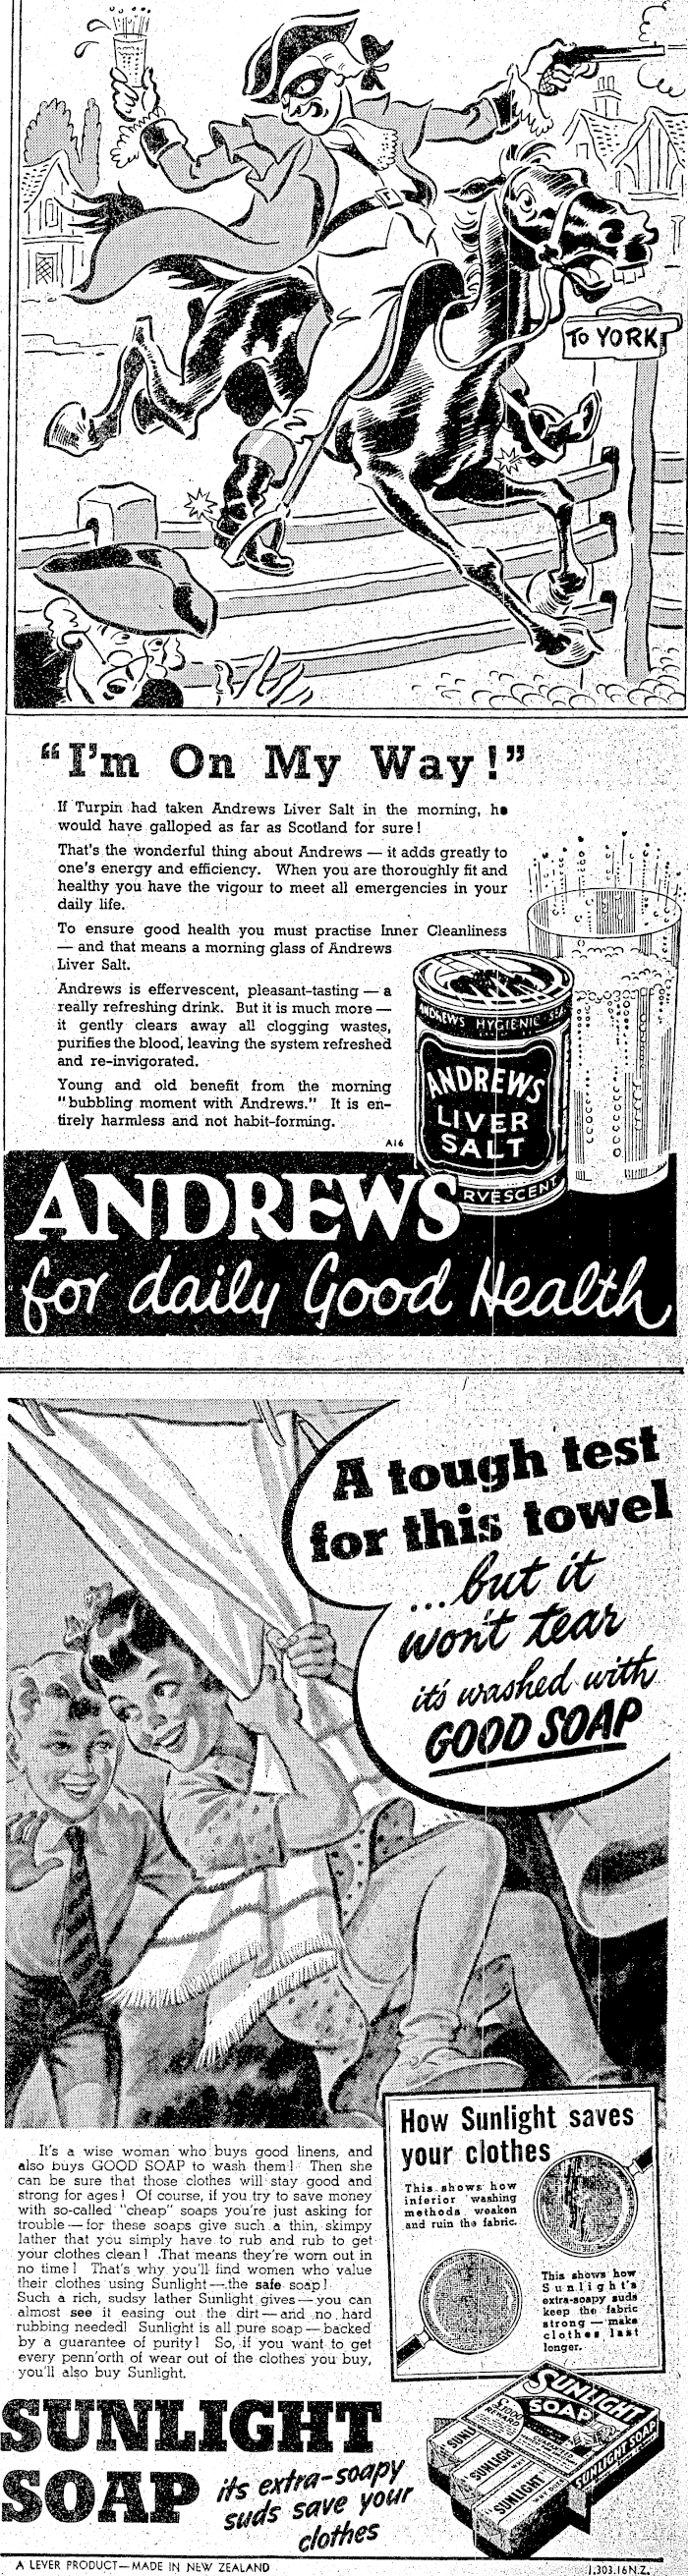 TO YORK
"I'm On My Way!"
If Turpin had taken Andrews Liver Salt in the morning, he
would have galloped as far as Scotland for sure!
That's the wonderful thing about Andrews — it adds greatly to
one's energy and efficiency. When you are thoroughly fit and
healthy you have the vigour to meet all emergencies in your
daily life.
To ensure good health you must practise Inner Cleanliness
— and that means a morning glass of Andrews
Liver Salt.
Andrews is effervescent, pleasant-tasting — a
really refreshing drink. But it is much more —
it gently clears away all clogging wastes,
purifies the blood, leaving the system refreshed
and re-invigorated.
Young and old benefit from the morning
"bubbling moment with Andrews." It is en-
tirely harmless and not habit-forming.
A16
ANDREWS HYGIENIC SEA
ANDREWS
LIVER
SALT
RVESCENT
ANDREWS
for daily Good Health
A tough test
for this towel
...but it
won't tear
it's washed with
GOOD SOAP
It's a wise woman who buys good linens, and
also buys GOOD SOAP to wash them! Then she
can be sure that those clothes will stay good and
strong for ages! Of course, if you try to save money
with so-called "cheap" soaps you're just asking for
trouble — for these soaps give such a thin, skimpy
lather that you simply have to rub and rub to get
your clothes clean! That means they're worn out in
no time! That's why you'll find women who value
their clothes using Sunlight — the safe soap!
Such a rich, sudsy lather Sunlight gives — you can
almost see it easing out the dirt — and no hard
rubbing needed! Sunlight is all pure soap — backed
by a guarantee of purity! So, if you want to get
every penn'orth of wear out of the clothes you buy,
you'll also buy Sunlight.
How Sunlight saves
your clothes
This shows how
inferior washing
methods weaken
and ruin the fabric.
This shows how
Sunlight's
extra-soapy suds
keep the fabric
strong — make
clothes last
longer.
SUNLIGHT
SOAP
SUNLIGHT SOAP
SUNLI
SUNLIGH
SUNLIGHT
SUNLIGHT
SOAP
its extra-soapy
suds save your
clothes
A LEVER PRODUCT—MADE IN NEW ZEALAND
J.303.16N.Z.